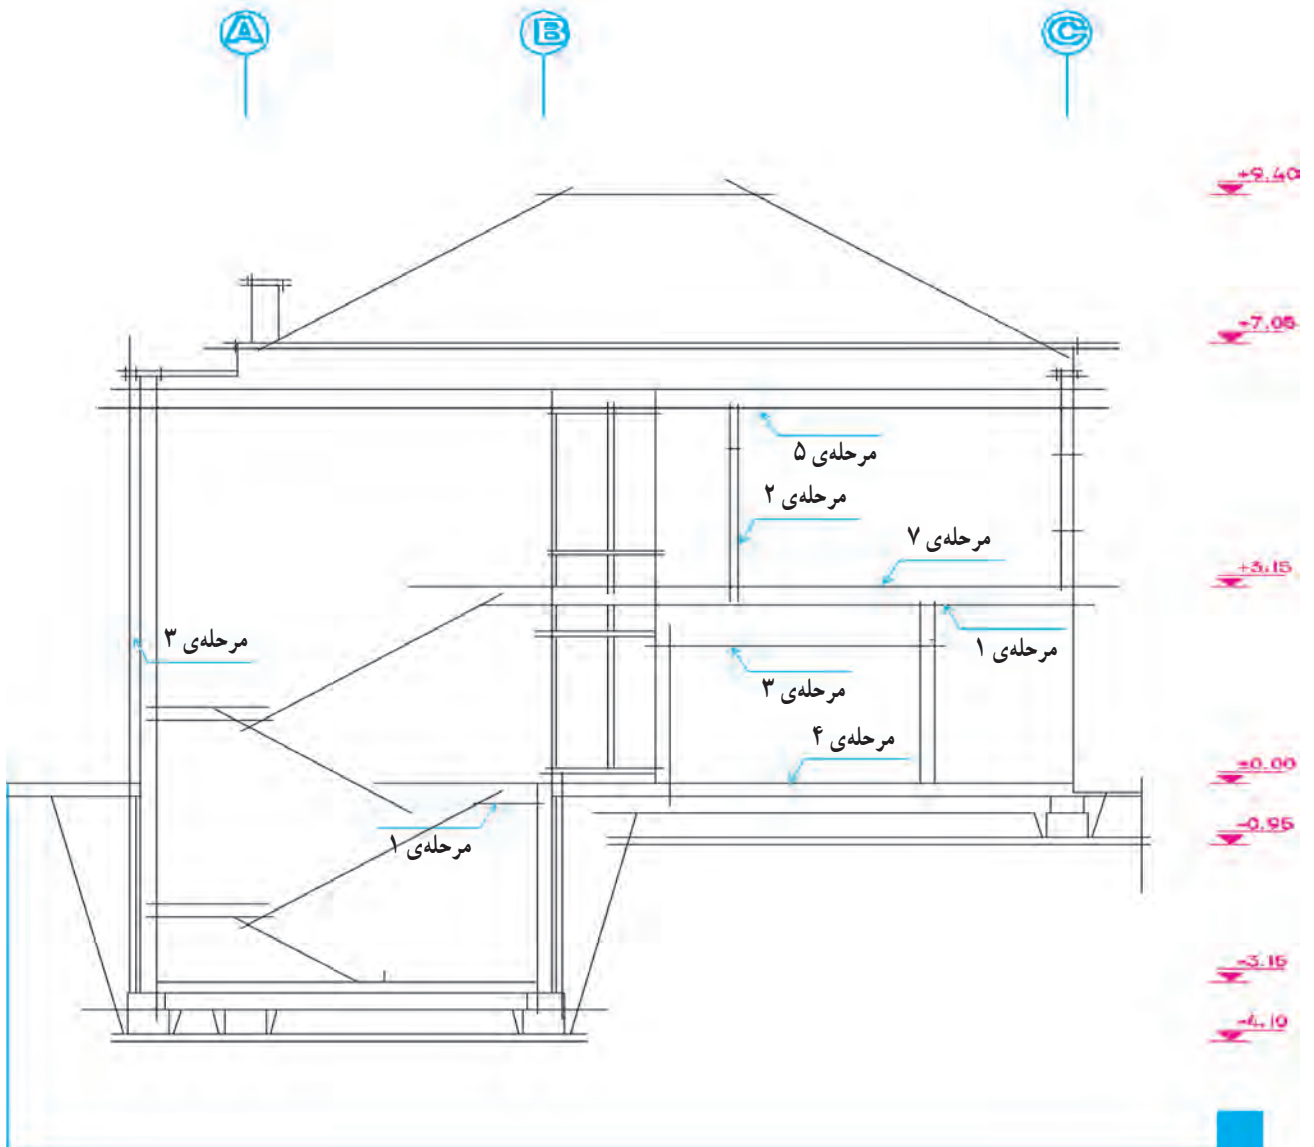 A B C
+9.40
+7.05
مرحله‌ی ۵
مرحله‌ی ۲
مرحله‌ی ۷
+3.15
مرحله‌ی ۳
مرحله‌ی ۱
مرحله‌ی ۳
مرحله‌ی ۴
±0.00
-0.95
مرحله‌ی ۱
-3.15
-4.10